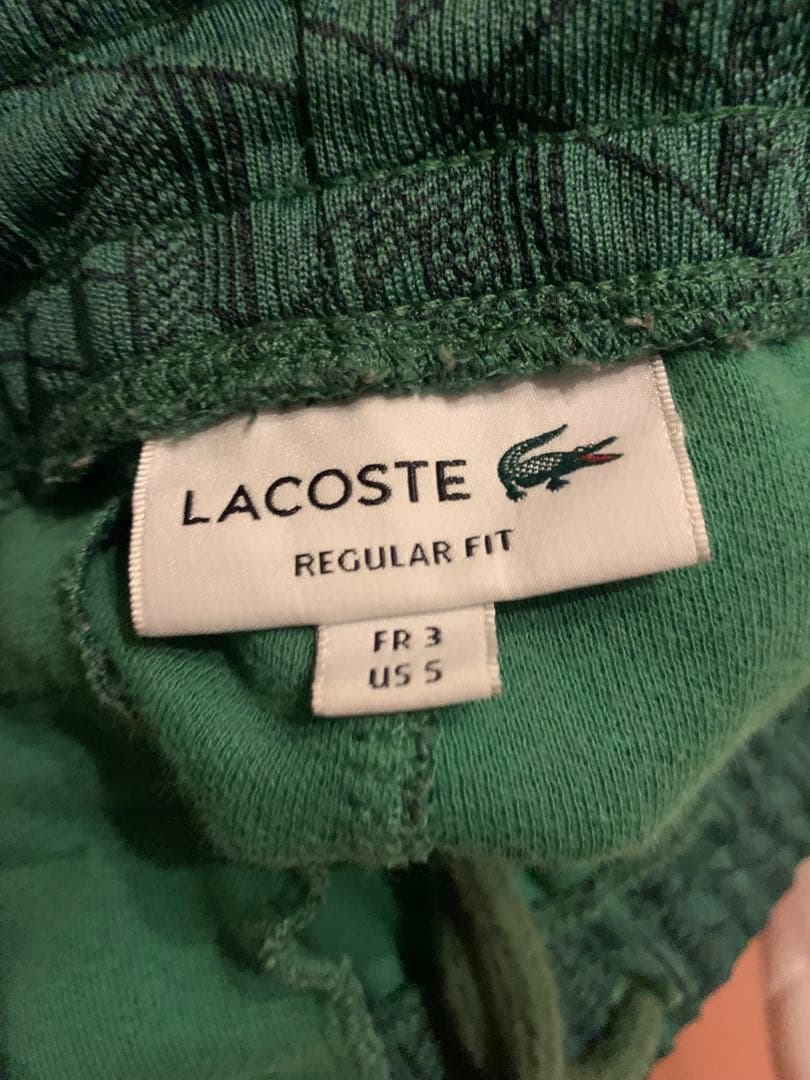 LACOSTE
REGULAR FIT
FR 3
US S